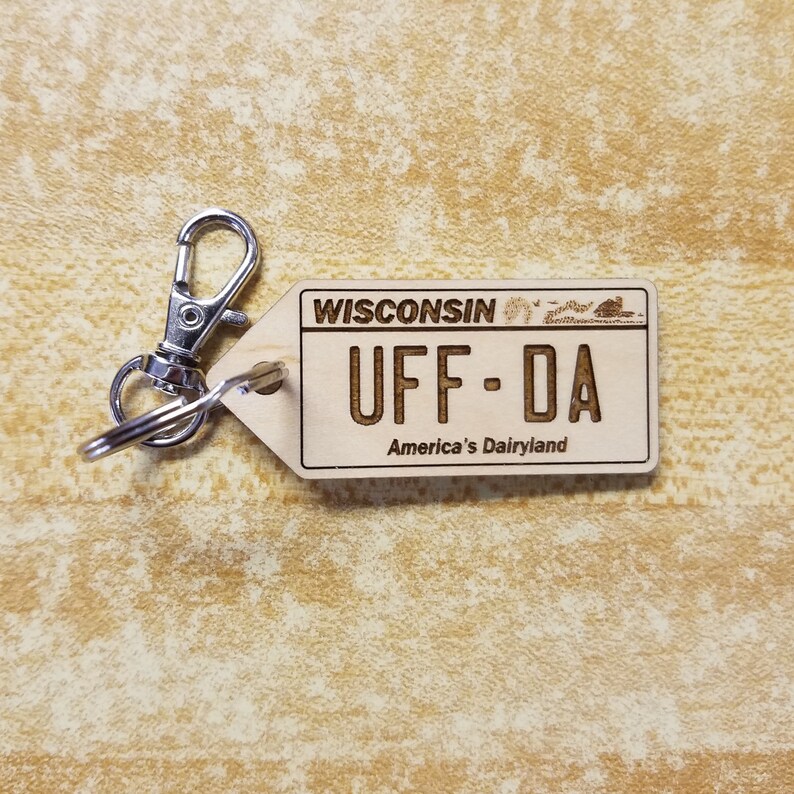 WISCONSIN
UFF-DA
America's Dairyland